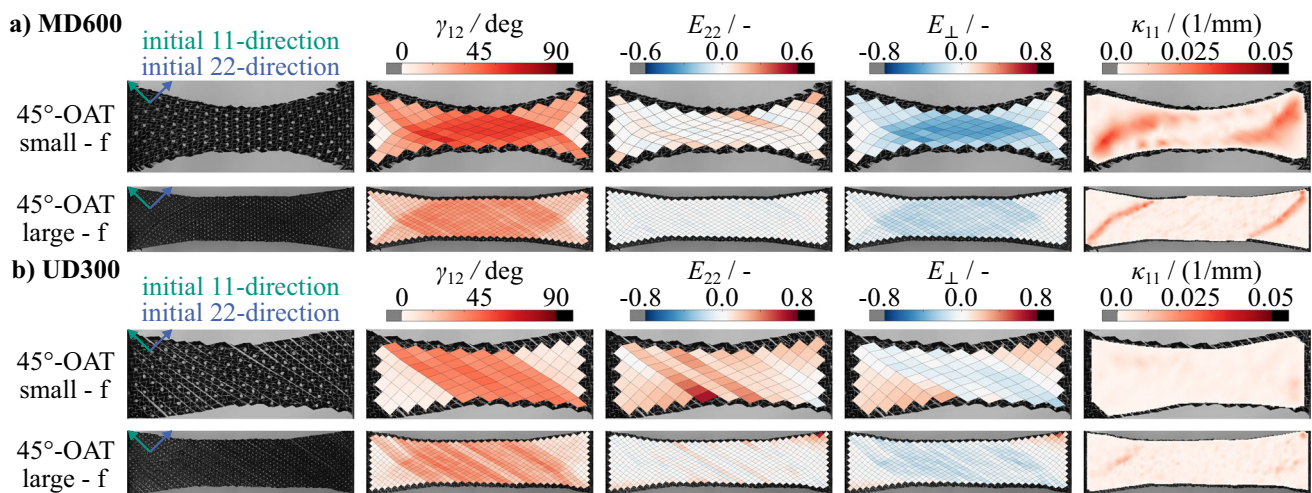 a) MD600
initial 11-direction
initial 22-direction
γ12 / deg
0 45 90
E22 / -
-0.6 0.0 0.6
E⊥ / -
-0.8 0.0 0.8
κ11 / (1/mm)
0.0 0.025 0.05
45°-OAT
small - f
45°-OAT
large - f
b) UD300
initial 11-direction
initial 22-direction
γ12 / deg
0 45 90
E22 / -
-0.8 0.0 0.8
E⊥ / -
-0.8 0.0 0.8
κ11 / (1/mm)
0.0 0.025 0.05
45°-OAT
small - f
45°-OAT
large - f